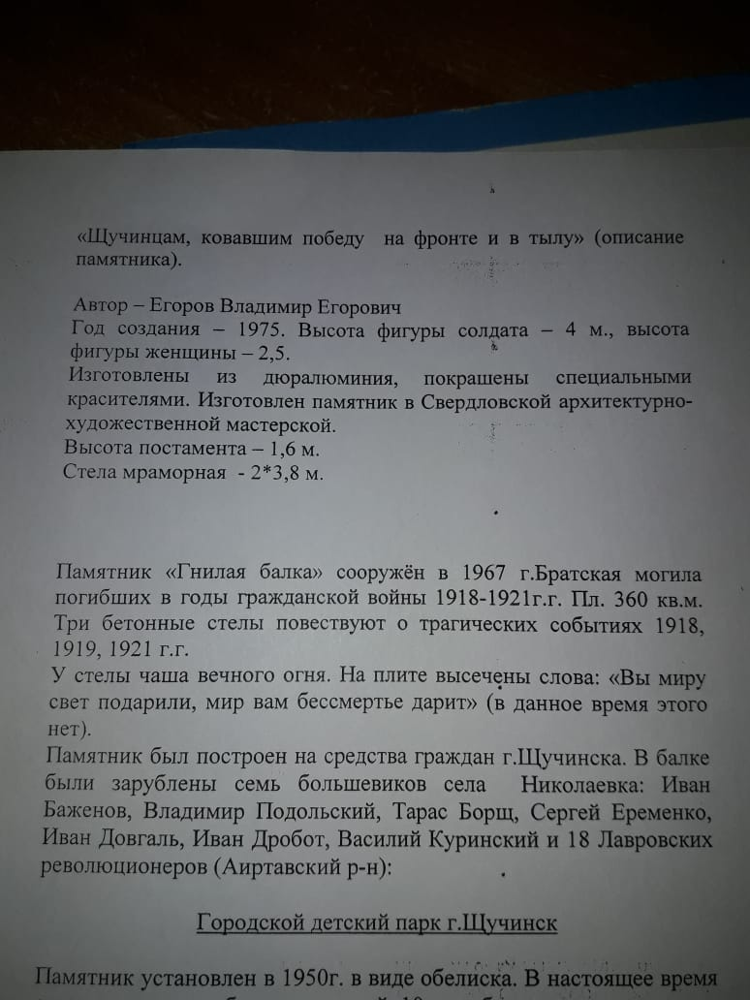 «Щучинцам, ковавшим победу на фронте и в тылу» (описание
памятника).
Автор – Егоров Владимир Егорович
Год создания – 1975. Высота фигуры солдата – 4 м., высота
фигуры женщины – 2,5.
Изготовлены из дюралюминия, покрашены специальными
красителями. Изготовлен памятник в Свердловской архитектурно-
художественной мастерской.
Высота постамента – 1,6 м.
Стела мраморная - 2*3,8 м.
Памятник «Гнилая балка» сооружён в 1967 г.Братская могила
погибших в годы гражданской войны 1918-1921г.г. Пл. 360 кв.м.
Три бетонные стелы повествуют о трагических событиях 1918,
1919, 1921 г.г.
У стелы чаша вечного огня. На плите высечены слова: «Вы миру
свет подарили, мир вам бессмертье дарит» (в данное время этого
нет).
Памятник был построен на средства граждан г.Щучинска. В балке
были зарублены семь большевиков села Николаевка: Иван
Баженов, Владимир Подольский, Тарас Борщ, Сергей Еременко,
Иван Довгаль, Иван Дробот, Василий Куринский и 18 Лавровских
революционеров (Аиртавский р-н):
Городской детский парк г.Щучинск
Памятник установлен в 1950г. в виде обелиска. В настоящее время